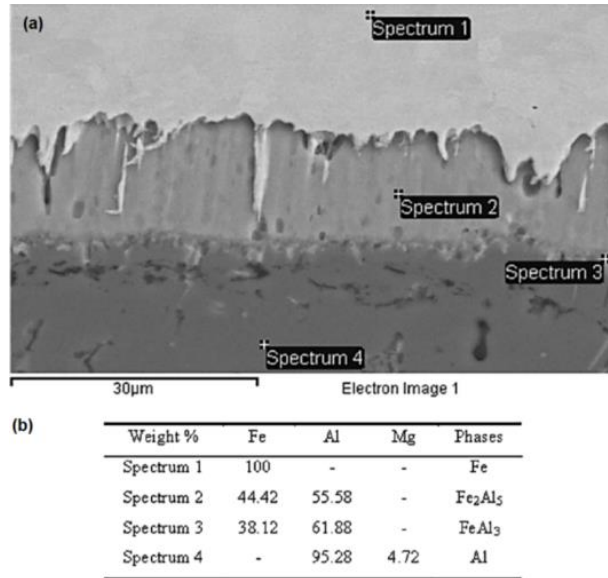 (a)
Spectrum 1
Spectrum 2
Spectrum 3
Spectrum 4
30µm Electron Image 1
(b)
Weight % Fe Al Mg Phases
Spectrum 1 100 - - Fe
Spectrum 2 44.42 55.58 - Fe₂Al₅
Spectrum 3 38.12 61.88 - FeAl₃
Spectrum 4 - 95.28 4.72 Al